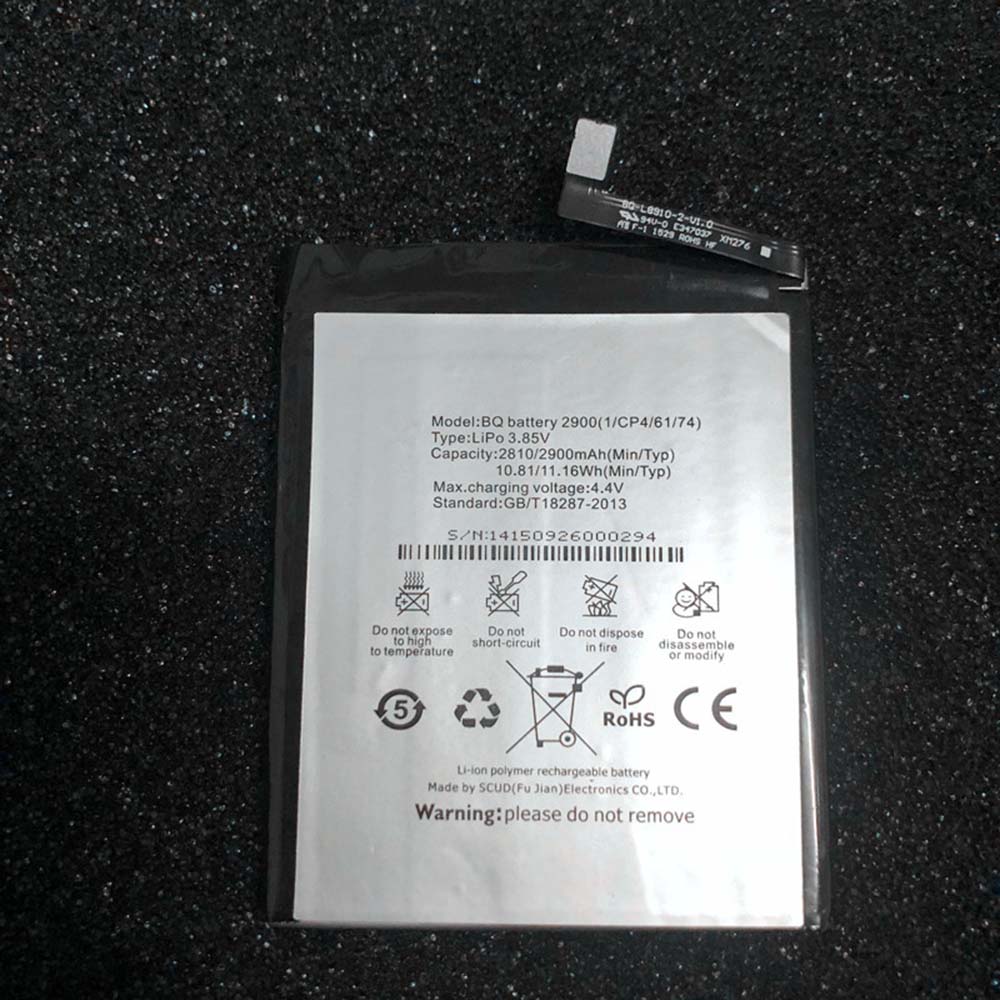 BQ-L8910-2-V1.0
94V-0 E347037 XM276
F-1 1529 ROHS HF
Model:BQ battery 2900(1/CP4/61/74)
Type:LiPo 3.85V
Capacity:2810/2900mAh(Min/Typ)
10.81/11.16Wh(Min/Typ)
Max.charging voltage:4.4V
Standard:GB/T18287-2013
S/N:14150926000294
Do not expose
to high
to temperature
Do not
short-circuit
Do not dispose
in fire
Do not
disassemble
or modify
5
RoHS
CE
Li-ion polymer rechargeable battery
Made by SCUD(Fu Jian)Electronics CO.,LTD.
Warning:please do not remove